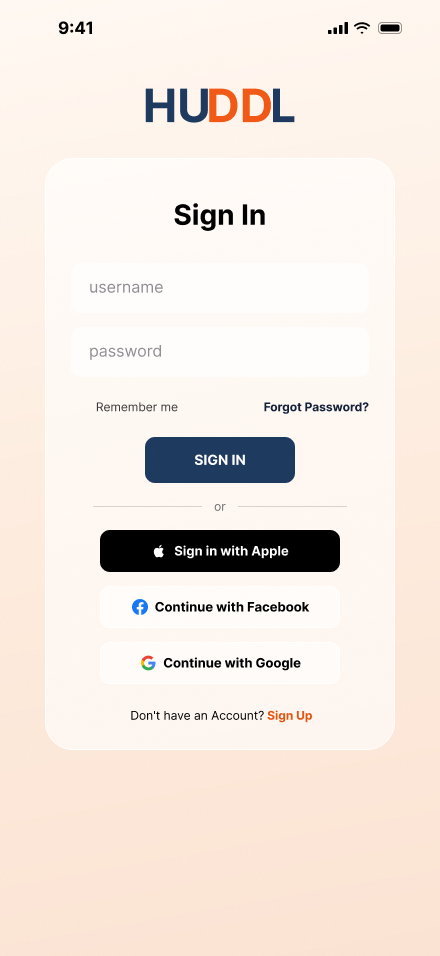 9:41
HUDDL
Sign In
username
password
Remember me Forgot Password?
SIGN IN
or
Sign in with Apple
Continue with Facebook
Continue with Google
Don't have an Account? Sign Up